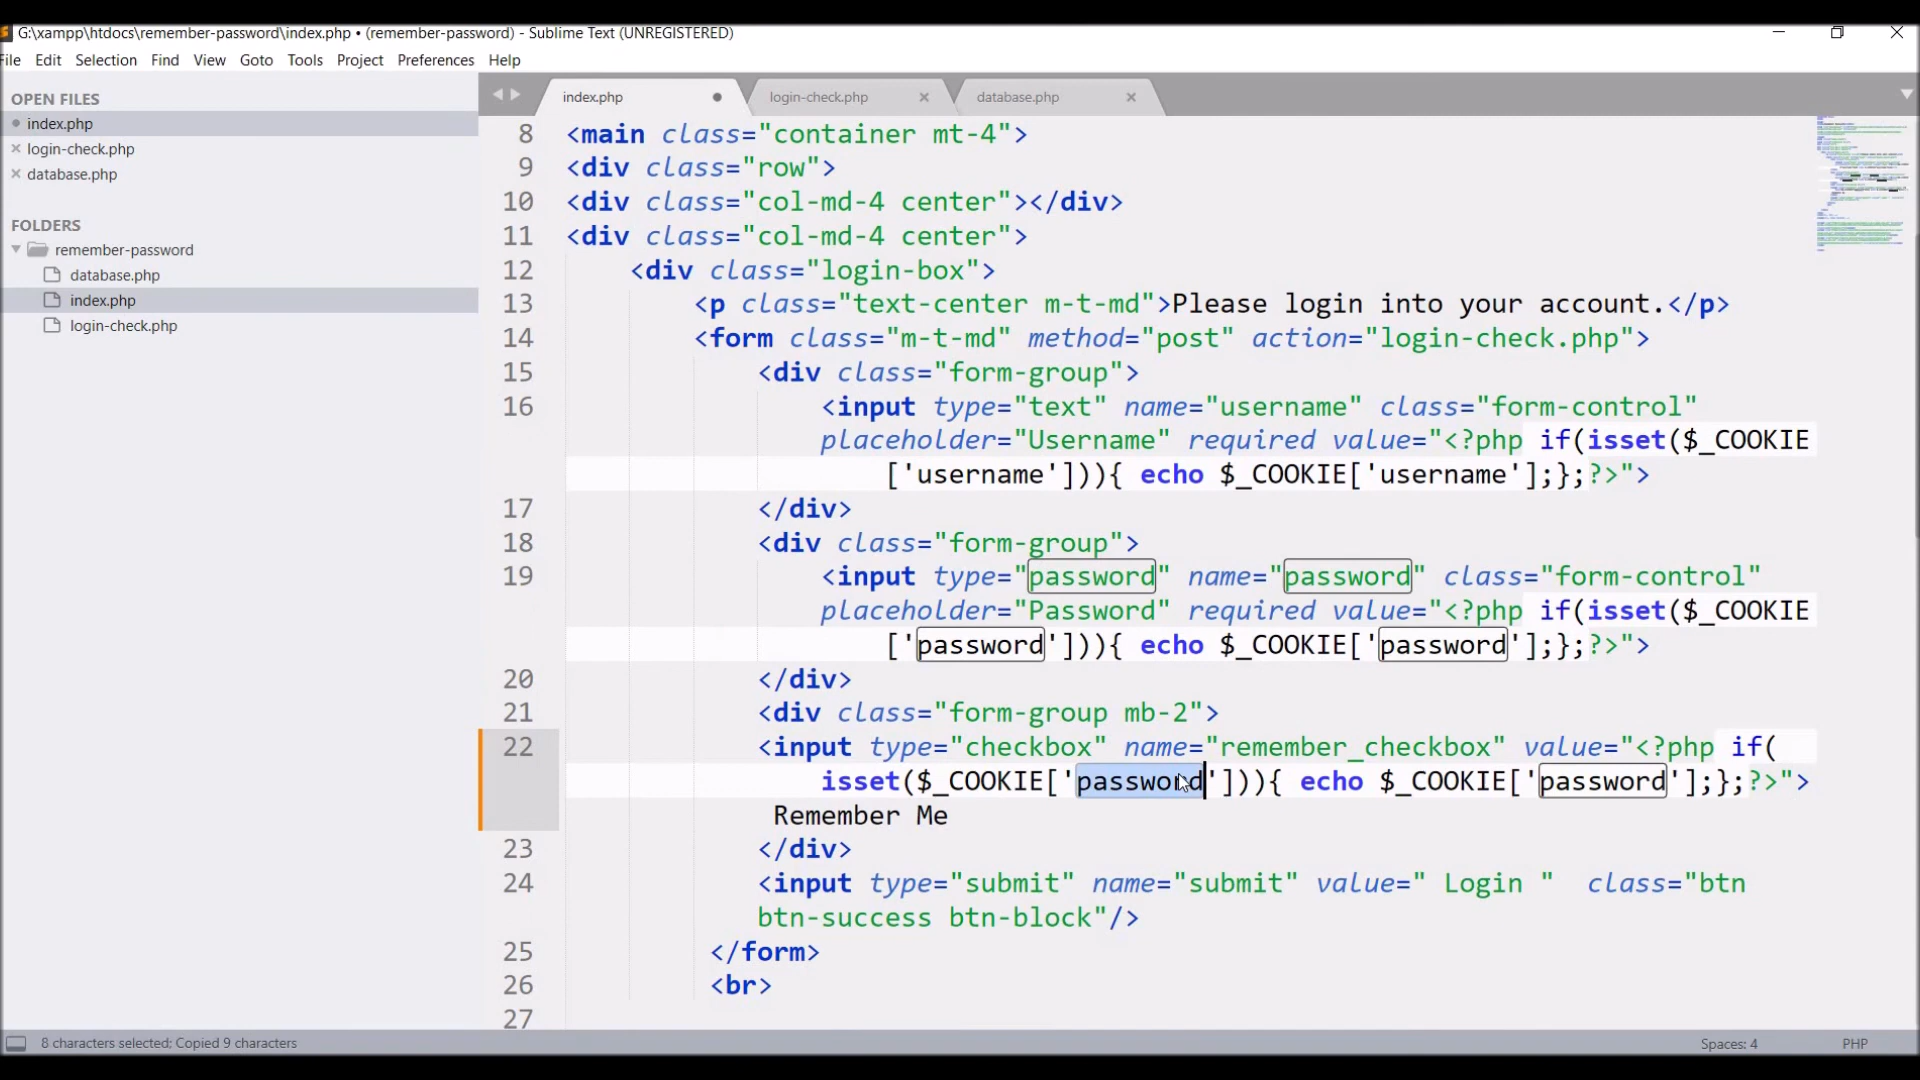 G:\xampp\htdocs\remember-password\index.php • (remember-password) - Sublime Text (UNREGISTERED)
File Edit Selection Find View Goto Tools Project Preferences Help
OPEN FILES
index.php
login-check.php
database.php
FOLDERS
remember-password
database.php
index.php
login-check.php
index.php login-check.php database.php
8 <main class="container mt-4">
9 <div class="row">
10 <div class="col-md-4 center"></div>
11 <div class="col-md-4 center">
12 <div class="login-box">
13 <p class="text-center m-t-md">Please login into your account.</p>
14 <form class="m-t-md" method="post" action="login-check.php">
15 <div class="form-group">
16 <input type="text" name="username" class="form-control"
placeholder="Username" required value="<?php if(isset($_COOKIE
['username'])){ echo $_COOKIE['username'];};?>">
17 </div>
18 <div class="form-group">
19 <input type="password" name="password" class="form-control"
placeholder="Password" required value="<?php if(isset($_COOKIE
['password'])){ echo $_COOKIE['password'];};?>">
20 </div>
21 <div class="form-group mb-2">
22 <input type="checkbox" name="remember_checkbox" value="<?php if(
isset($_COOKIE['password'])){ echo $_COOKIE['password'];};?>">
Remember Me
23 </div>
24 <input type="submit" name="submit" value=" Login " class="btn
btn-success btn-block"/>
25 </form>
26 <br>
27
8 characters selected; Copied 9 characters Spaces: 4 PHP